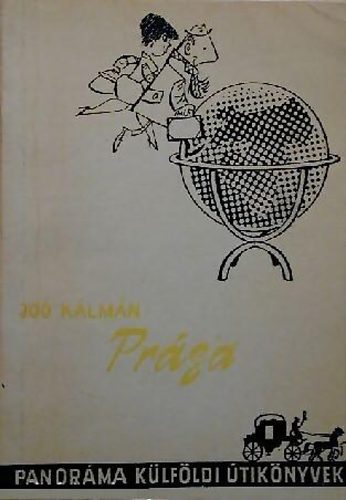 JOÓ KÁLMÁN
Prága
PANORÁMA KÜLFÖLDI ÚTIKÖNYVEK